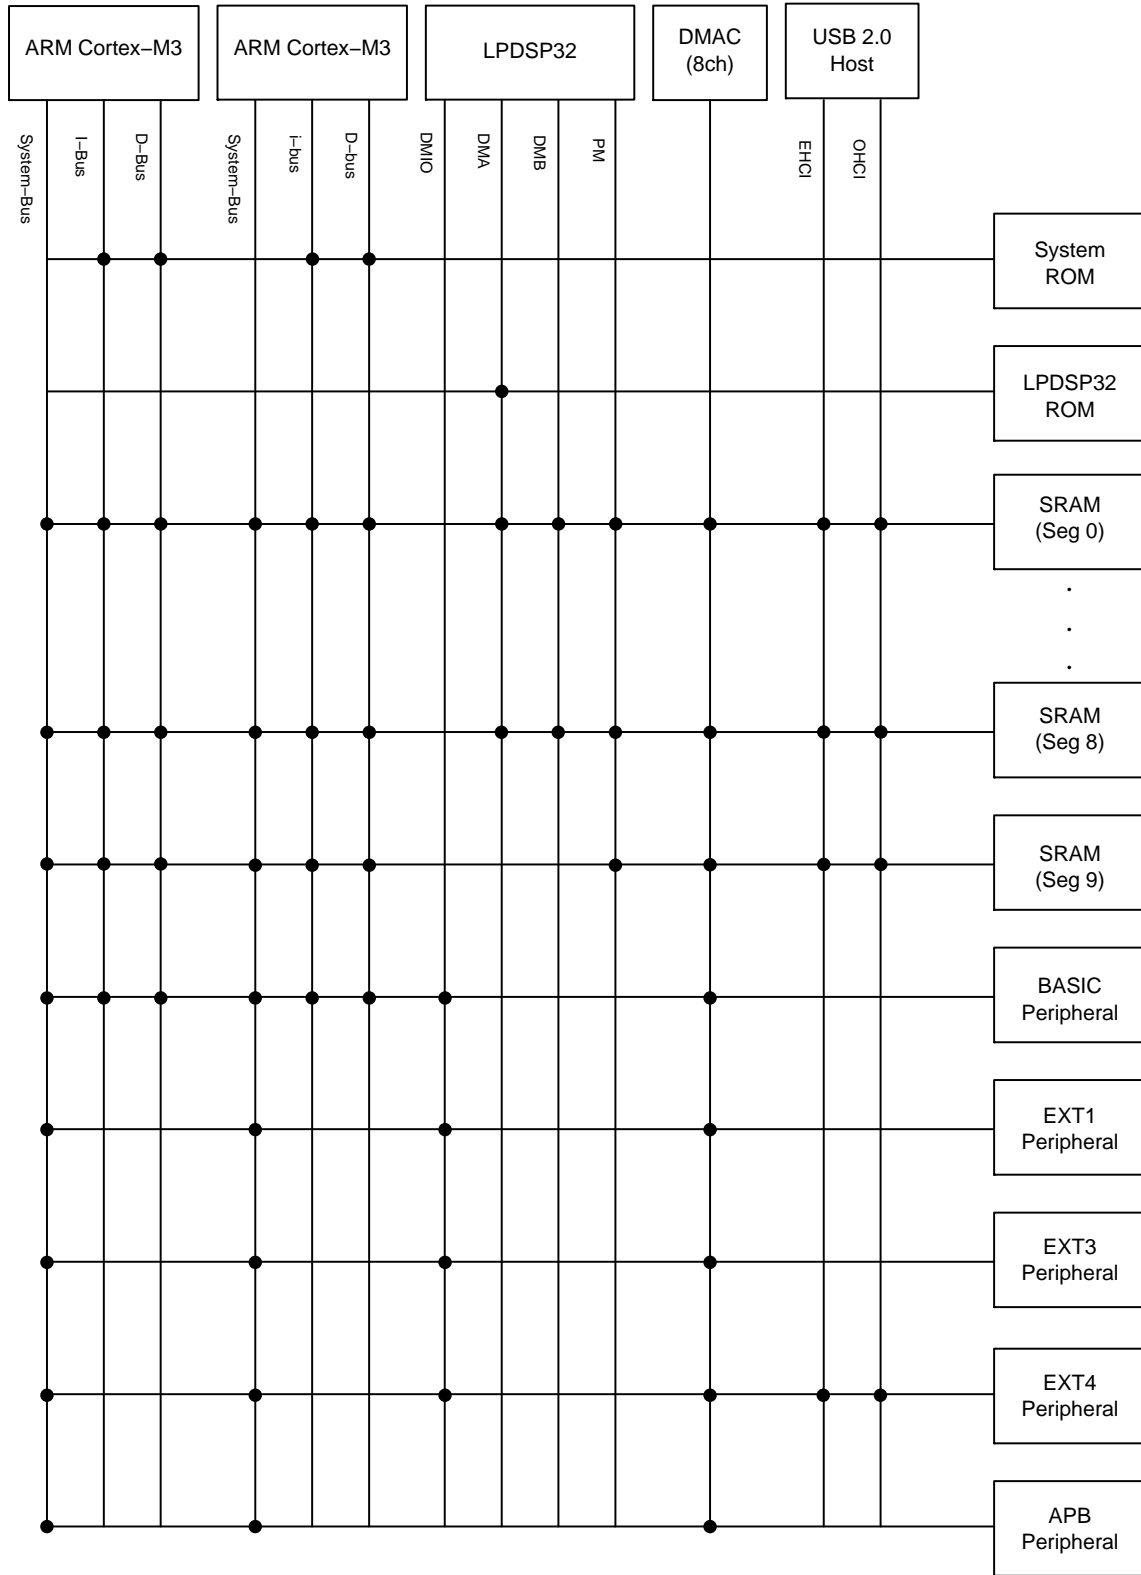 ARM Cortex−M3
ARM Cortex−M3
LPDSP32
DMAC
(8ch)
USB 2.0
Host
System−Bus
I−Bus
D−Bus
System−Bus
i−bus
D−bus
DMIO
DMA
DMB
PM
EHCI
OHCI
System
ROM
LPDSP32
ROM
SRAM
(Seg 0)
.
.
.
SRAM
(Seg 8)
SRAM
(Seg 9)
BASIC
Peripheral
EXT1
Peripheral
EXT3
Peripheral
EXT4
Peripheral
APB
Peripheral